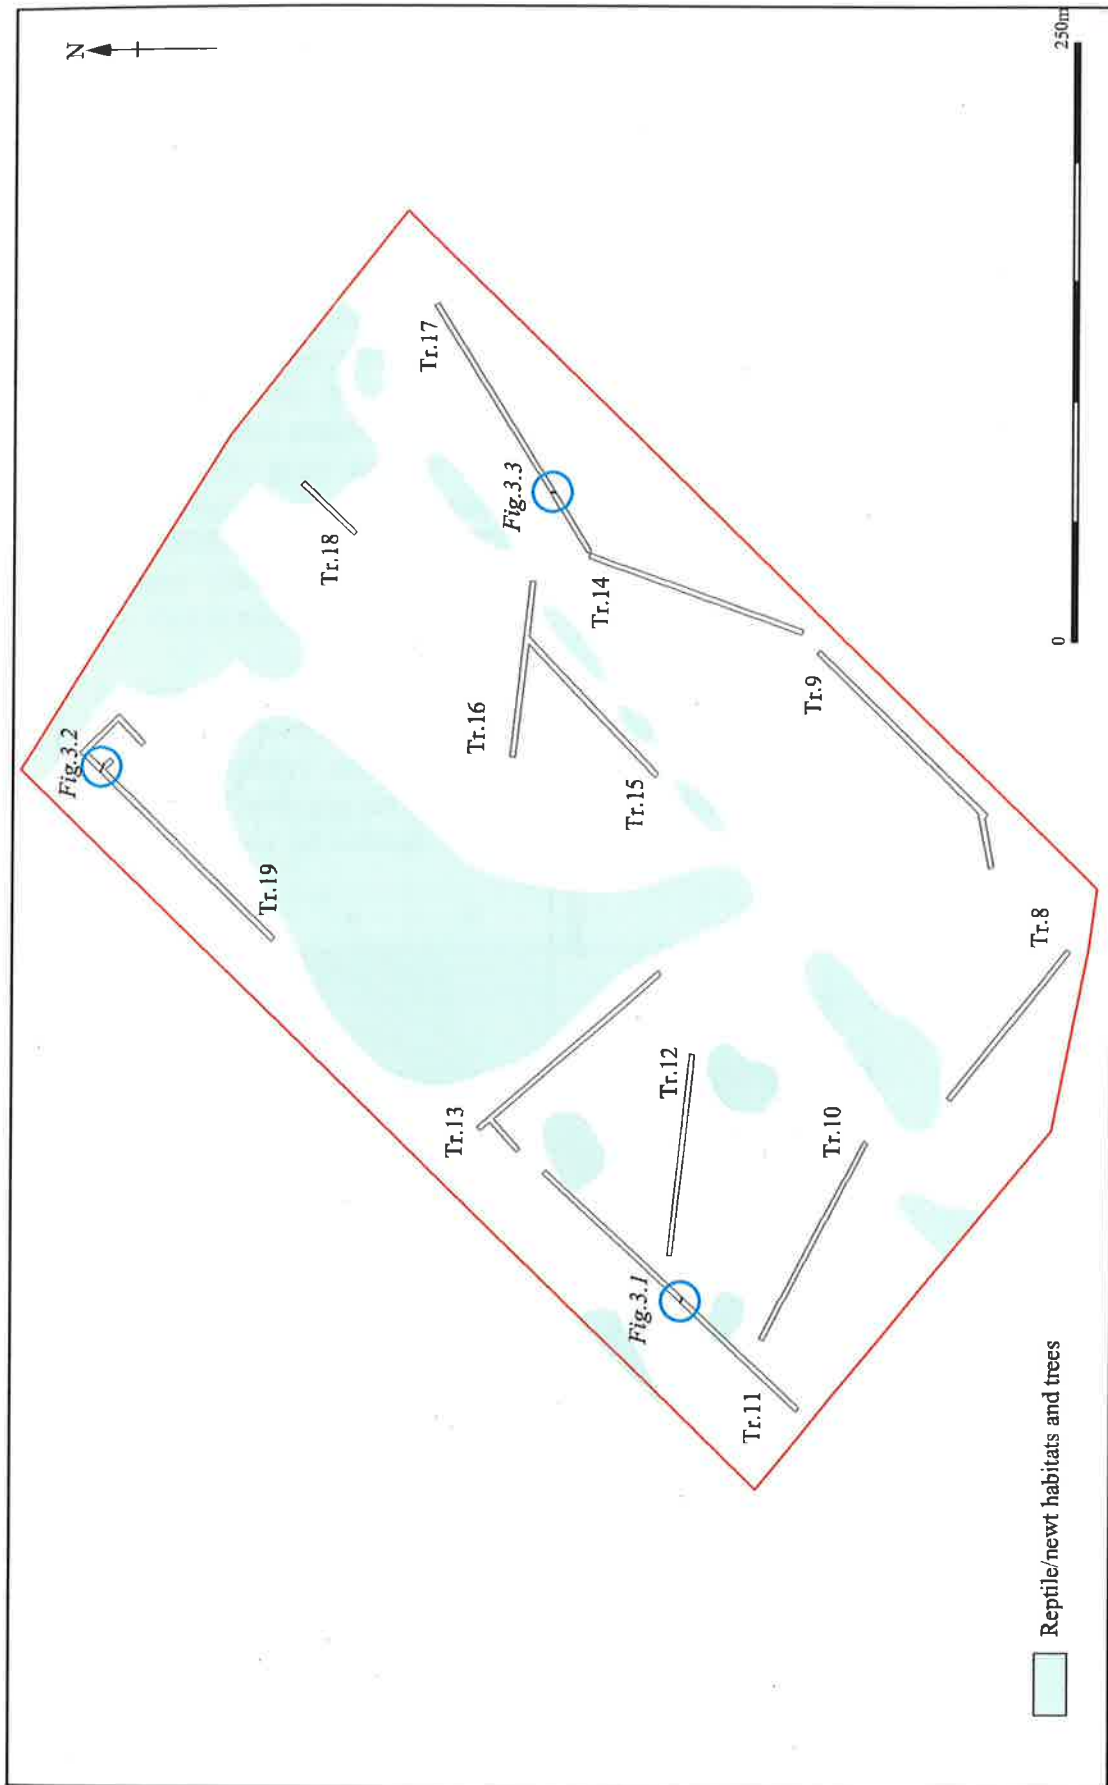 N
Fig.3.2
Tr.19
Tr.18
Tr.17
Fig.3.3
Tr.16
Tr.14
Tr.15
Tr.13
Tr.12
Fig.3.1
Tr.11
Tr.10
Tr.9
Tr.8
Reptile/newt habitats and trees
0
250m